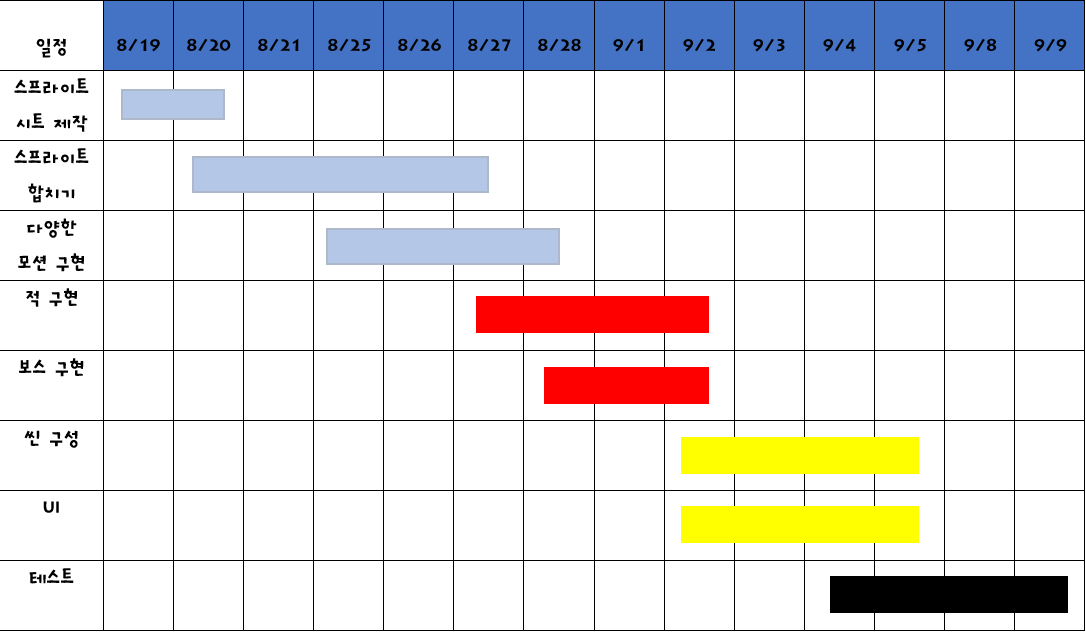 일정 8/19 8/20 8/21 8/25 8/26 8/27 8/28 9/1 9/2 9/3 9/4 9/5 9/8 9/9
스프라이트
시트 제작
스프라이트
합치기
다양한
모션 구현
적 구현
보스 구현
씬 구성
UI
테스트